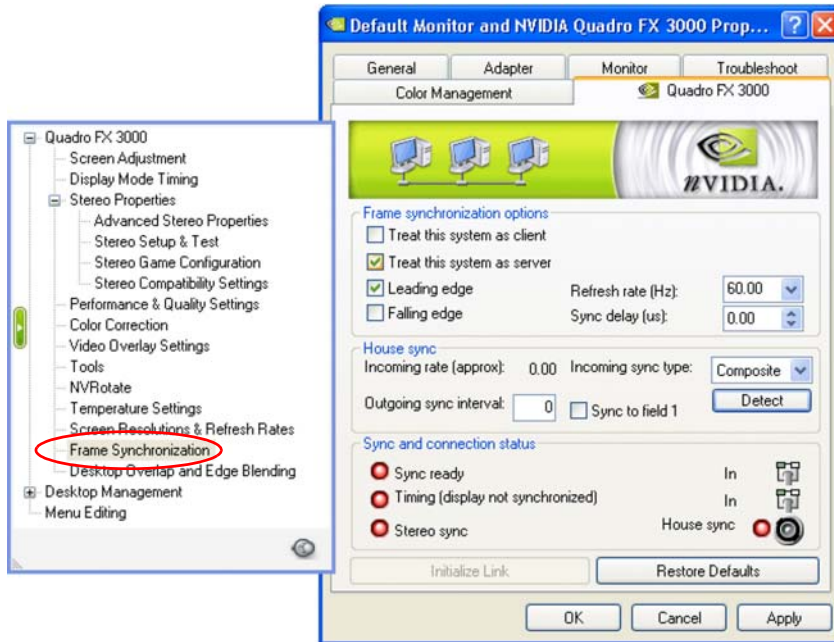 Default Monitor and NVIDIA Quadro FX 3000 Prop...
General Adapter Monitor Troubleshoot
Color Management Quadro FX 3000
Quadro FX 3000
Screen Adjustment
Display Mode Timing
Stereo Properties
Advanced Stereo Properties
Stereo Setup & Test
Stereo Game Configuration
Stereo Compatibility Settings
Performance & Quality Settings
Color Correction
Video Overlay Settings
Tools
NVRotate
Temperature Settings
Screen Resolutions & Refresh Rates
Frame Synchronization
Desktop Overlap and Edge Blending
Desktop Management
Menu Editing
nVIDIA.
Frame synchronization options
Treat this system as client
Treat this system as server
Leading edge Refresh rate (Hz): 60.00
Falling edge Sync delay (us): 0.00
House sync
Incoming rate (approx): 0.00 Incoming sync type: Composite
Outgoing sync interval: 0 Sync to field 1 Detect
Sync and connection status
Sync ready In
Timing (display not synchronized) In
Stereo sync House sync
Initialize Link Restore Defaults
OK Cancel Apply